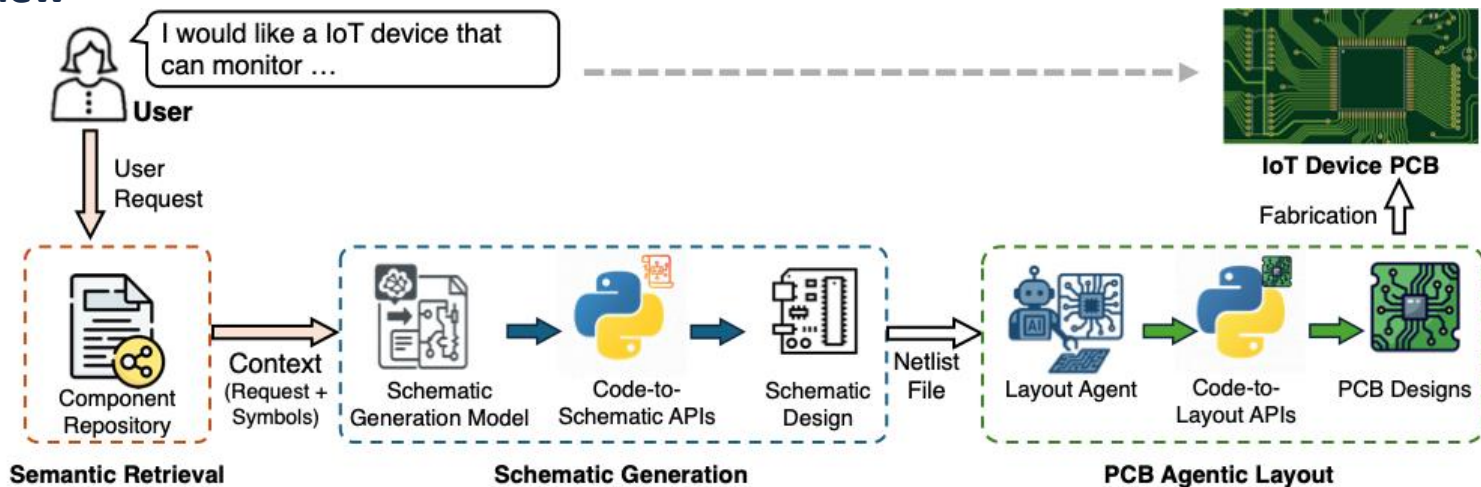 I would like a IoT device that
can monitor ...
User
User
Request
IoT Device PCB
Fabrication
Component
Repository
Context
(Request +
Symbols)
Schematic
Generation Model
Code-to-
Schematic APIs
Schematic
Design
Netlist
File
AI
Layout Agent
Code-to-
Layout APIs
PCB Designs
Semantic Retrieval
Schematic Generation
PCB Agentic Layout